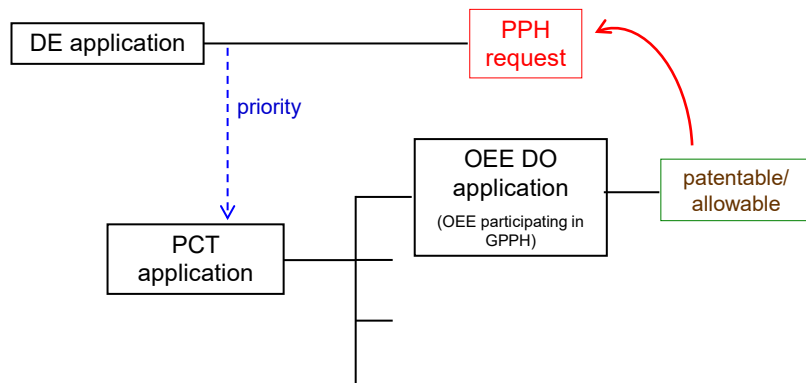 DE application
PPH
request
priority
OEE DO
application
(OEE participating in
GPPH)
patentable/
allowable
PCT
application